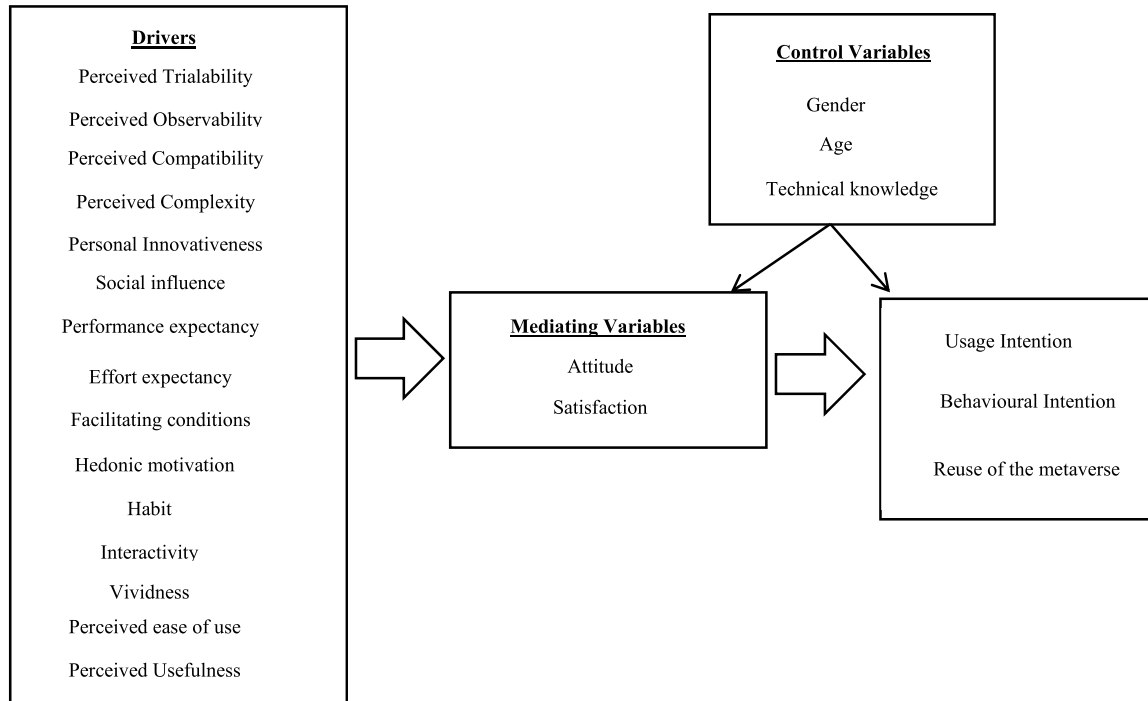 Drivers
Perceived Trialability
Perceived Observability
Perceived Compatibility
Perceived Complexity
Personal Innovativeness
Social influence
Performance expectancy
Effort expectancy
Facilitating conditions
Hedonic motivation
Habit
Interactivity
Vividness
Perceived ease of use
Perceived Usefulness
Control Variables
Gender
Age
Technical knowledge
Mediating Variables
Attitude
Satisfaction
Usage Intention
Behavioural Intention
Reuse of the metaverse